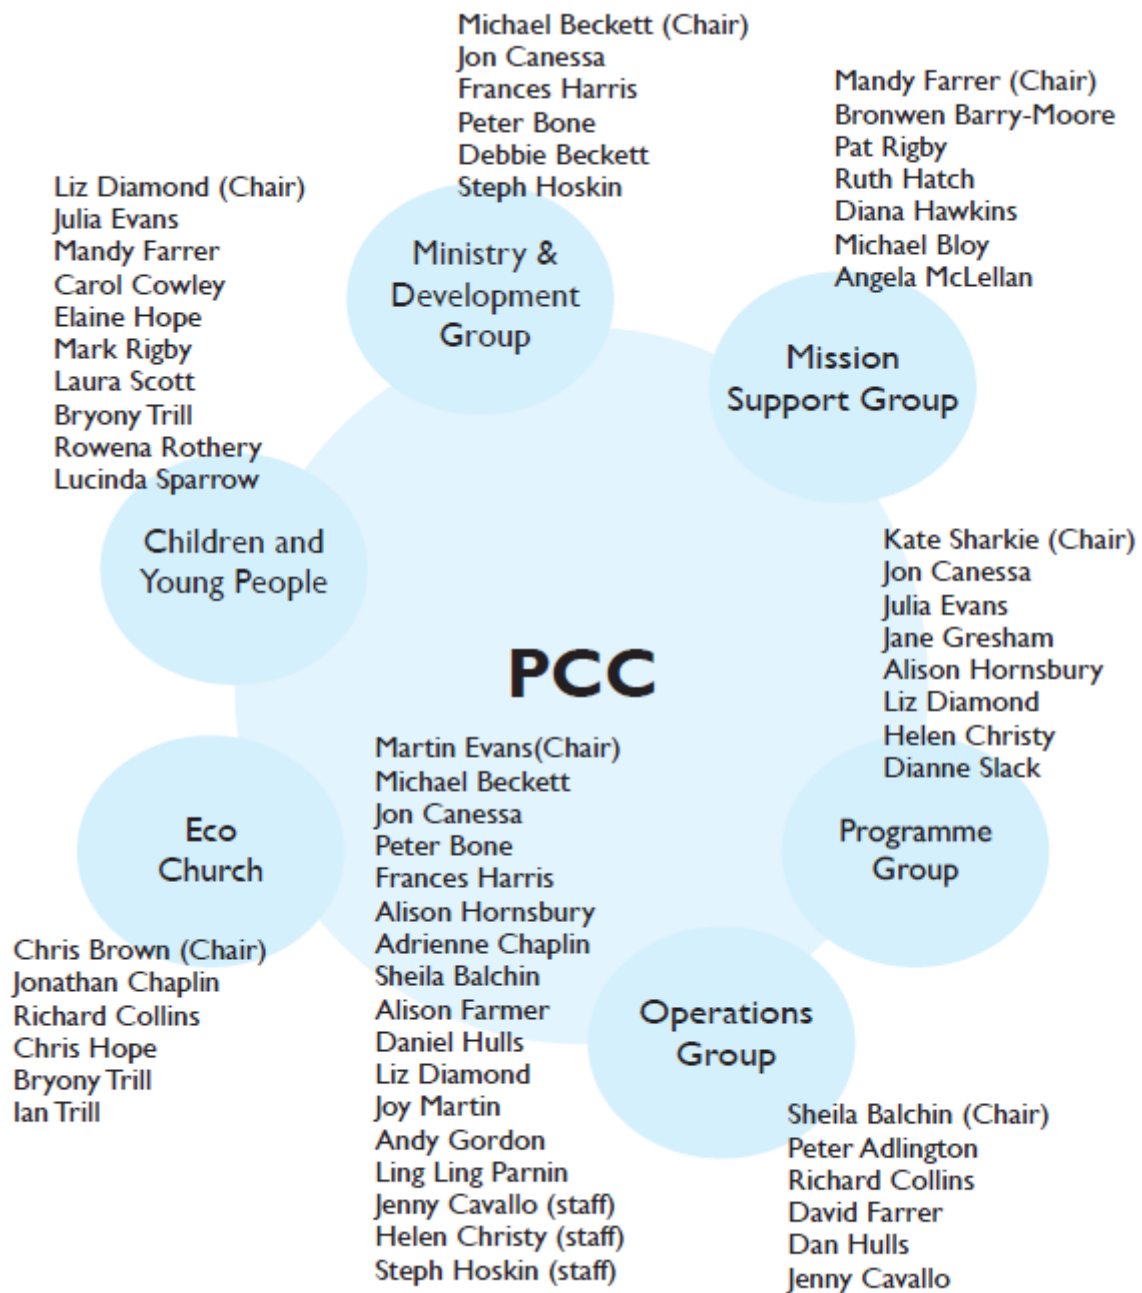 Michael Beckett (Chair)
Jon Canessa
Frances Harris
Peter Bone
Debbie Beckett
Steph Hoskin
Ministry &
Development
Group
Mandy Farrer (Chair)
Bronwen Barry-Moore
Pat Rigby
Ruth Hatch
Diana Hawkins
Michael Bloy
Angela McLellan
Mission
Support Group
Liz Diamond (Chair)
Julia Evans
Mandy Farrer
Carol Cowley
Elaine Hope
Mark Rigby
Laura Scott
Bryony Trill
Rowena Rothery
Lucinda Sparrow
Children and
Young People
Kate Sharkie (Chair)
Jon Canessa
Julia Evans
Jane Gresham
Alison Hornsbury
Liz Diamond
Helen Christy
Dianne Slack
Programme
Group
PCC
Martin Evans(Chair)
Michael Beckett
Jon Canessa
Peter Bone
Frances Harris
Alison Hornsbury
Adrienne Chaplin
Sheila Balchin
Alison Farmer
Daniel Hulls
Liz Diamond
Joy Martin
Andy Gordon
Ling Ling Parnin
Jenny Cavallo (staff)
Helen Christy (staff)
Steph Hoskin (staff)
Eco
Church
Chris Brown (Chair)
Jonathan Chaplin
Richard Collins
Chris Hope
Bryony Trill
Ian Trill
Operations
Group
Sheila Balchin (Chair)
Peter Adlington
Richard Collins
David Farrer
Dan Hulls
Jenny Cavallo